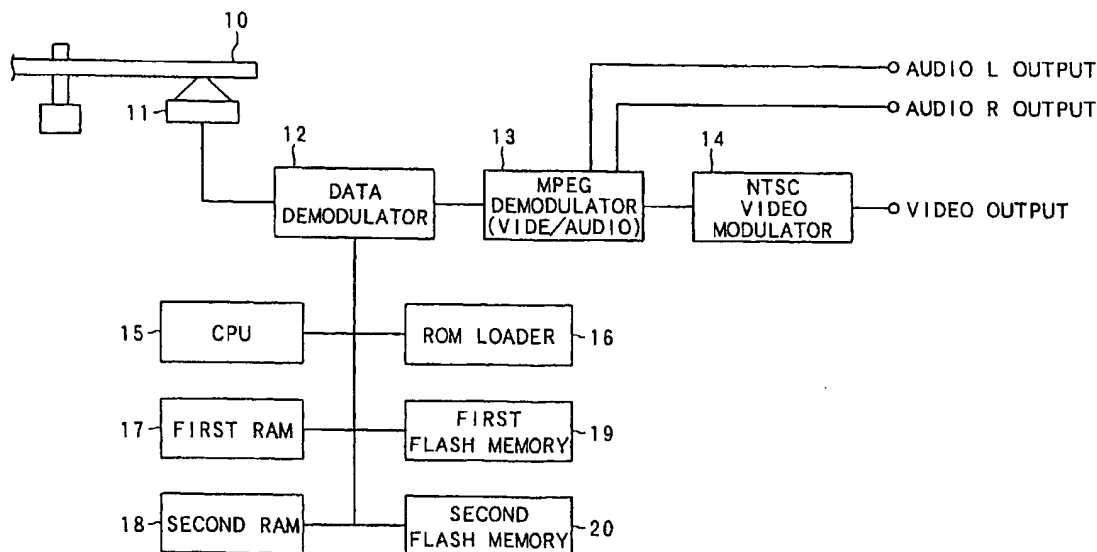 10
11
AUDIO L OUTPUT
AUDIO R OUTPUT
12
13
14
DATA
DEMODULATOR
MPEG
DEMODULATOR
(VIDE/AUDIO)
NTSC
VIDEO
MODULATOR
VIDEO OUTPUT
15
CPU
ROM LOADER
16
17
FIRST RAM
FIRST
FLASH MEMORY
19
18
SECOND RAM
SECOND
FLASH MEMORY
20